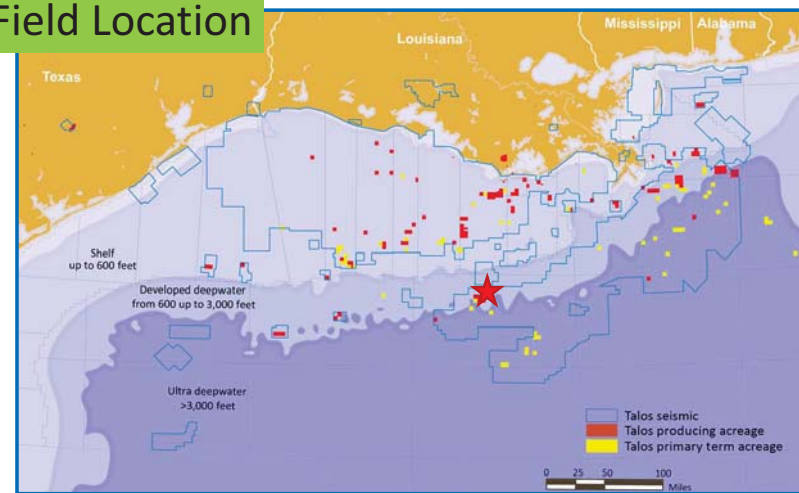 Field Location
Mississippi
Alabama
Louisiana
Texas
Shelf
up to 600 feet
Developed deepwater
from 600 up to 3,000 feet
Ultra deepwater
>3,000 feet
Talos seismic
Talos producing acreage
Talos primary term acreage
0 25 50 100
Miles